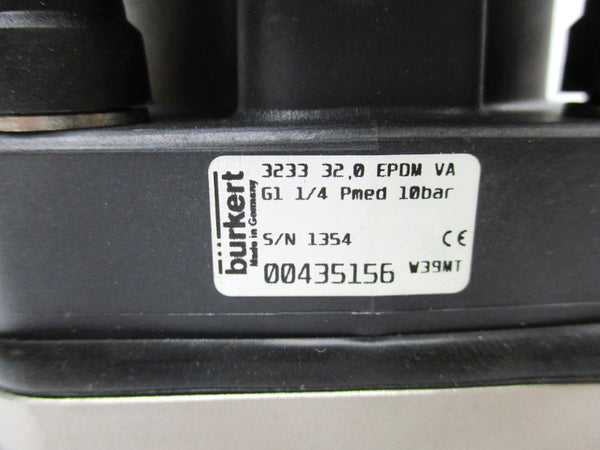 bürkert
Made in Germany
3233 32,0 EPDM VA
G1 1/4 Pmed 10bar
S/N 1354 CE
00435156 W39MT